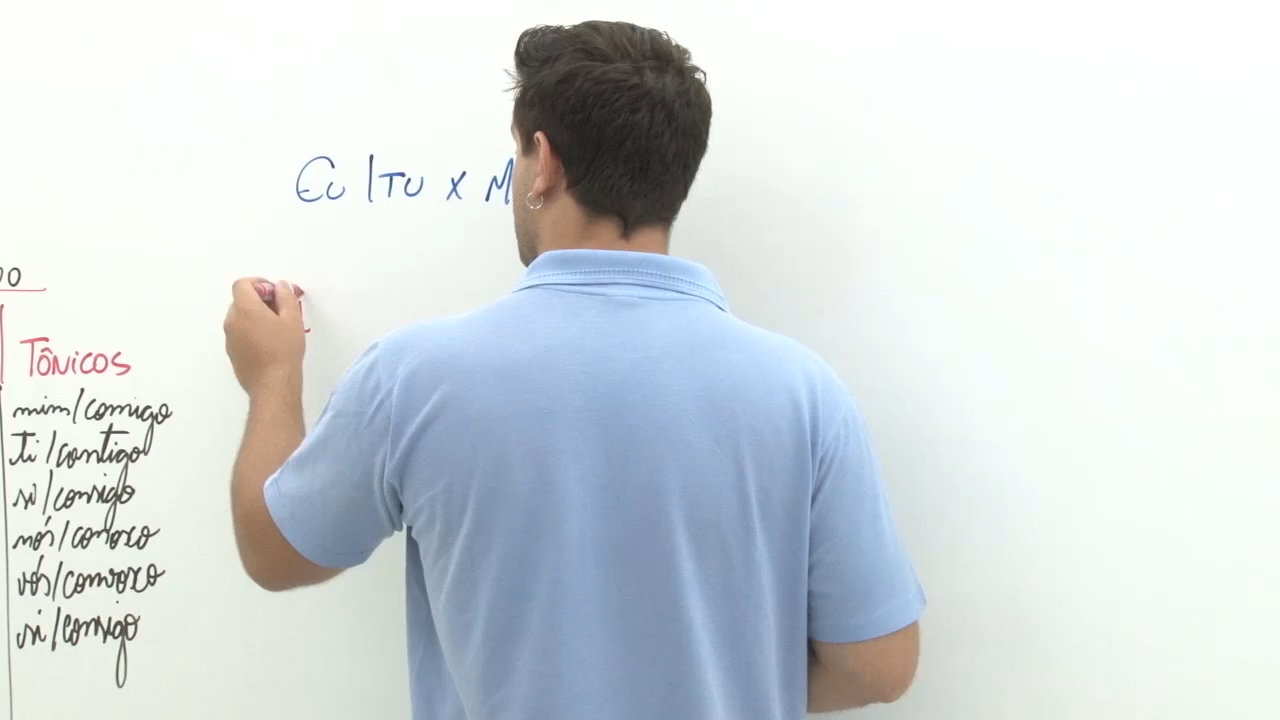 Eu / TU X M
TÔNICOS
mim/comigo
ti/contigo
si/consigo
nós/conosco
vós/convosco
si/consigo